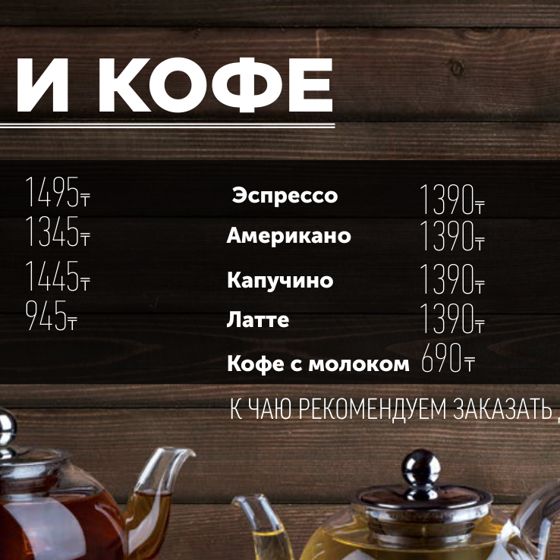 И КОФЕ
1495₸
1345₸
1445₸
945₸
Эспрессо 1390₸
Американо 1390₸
Капучино 1390₸
Латте 1390₸
Кофе с молоком 690₸
К ЧАЮ РЕКОМЕНДУЕМ ЗАКАЗАТЬ